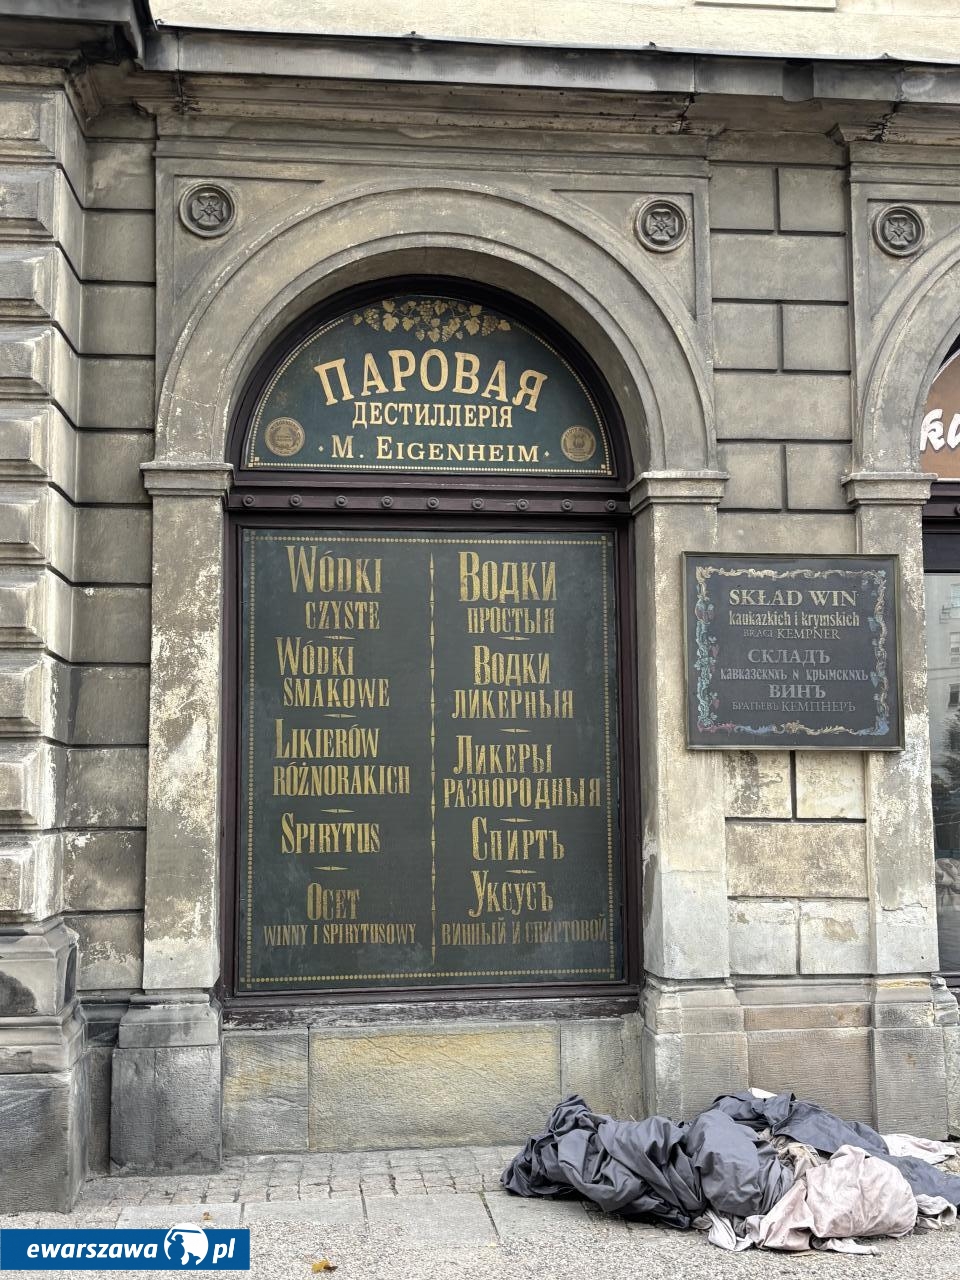 ПАРОВАЯ
ДЕСТИЛЛЕРІЯ
· M. EIGENHEIM ·
WÓDKI
CZYSTE
WÓDKI
SMAKOWE
LIKIERÓW
RÓŻNORAKICH
SPIRYTUS
OCET
WINNY I SPIRYTUSOWY
ВОДКИ
ПРОСТЫЯ
ВОДКИ
ЛИКЕРНЫЯ
ЛИКЕРЫ
РАЗНОРОДНЫЯ
СПИРТЪ
УКСУСЪ
ВИННЫЙ И СПИРТОВОЙ
SKŁAD WIN
kaukazkich i krymskich
BRACI KEMPNER
СКЛАДЪ
КАВКАЗСКИХЪ И КРЫМСКИХЪ
ВИНЪ
БРАТЬЕВЪ КЕМПНЕРЪ
ewarszawa.pl